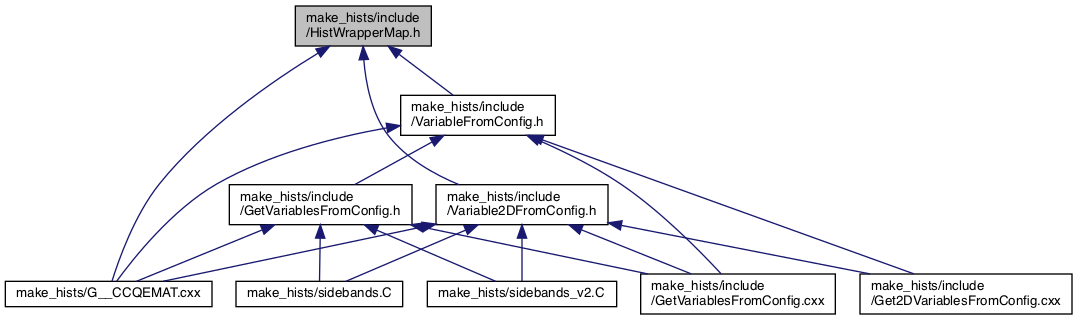 make_hists/include
/HistWrapperMap.h
make_hists/include
/VariableFromConfig.h
make_hists/include
/GetVariablesFromConfig.h
make_hists/include
/Variable2DFromConfig.h
make_hists/G__CCQEMAT.cxx
make_hists/sidebands.C
make_hists/sidebands_v2.C
make_hists/include
/GetVariablesFromConfig.cxx
make_hists/include
/Get2DVariablesFromConfig.cxx